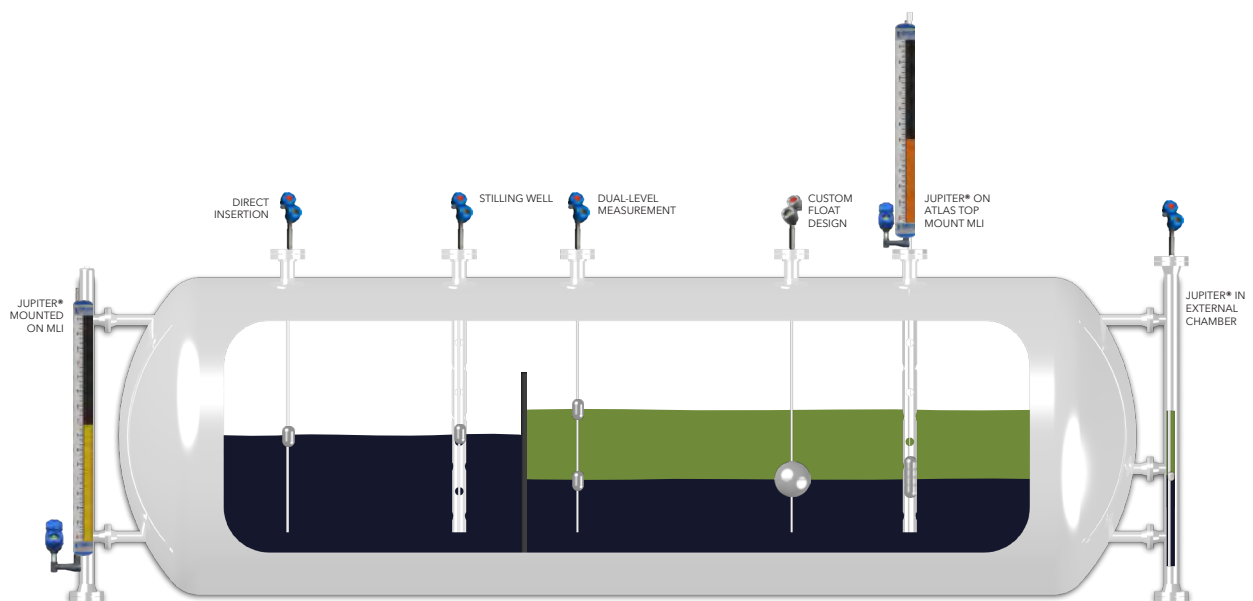 DIRECT
INSERTION
STILLING WELL
DUAL-LEVEL
MEASUREMENT
CUSTOM
FLOAT
DESIGN
JUPITER® ON
ATLAS TOP
MOUNT MLI
JUPITER®
MOUNTED
ON MLI
JUPITER® IN
EXTERNAL
CHAMBER